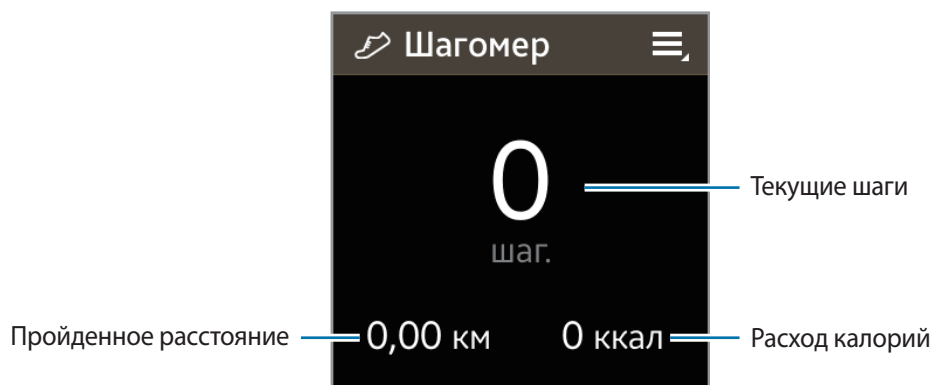 Шагомер
0
Текущие шаги
шаг.
Пройденное расстояние
0,00 км
0 ккал
Расход калорий